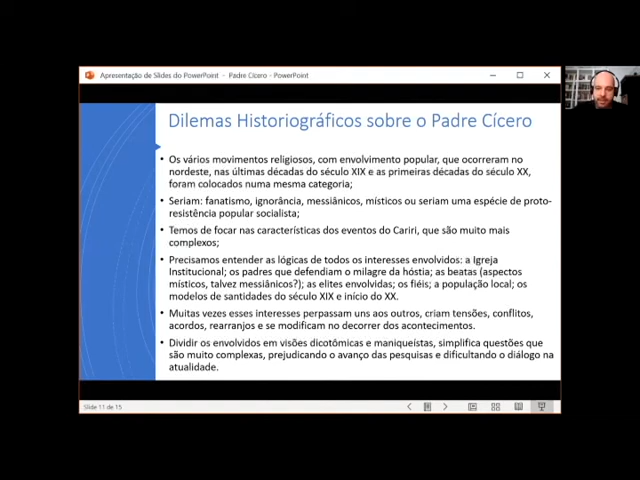 Apresentação de Slides do PowerPoint - Padre Cícero - PowerPoint
Dilemas Historiográficos sobre o Padre Cícero
• Os vários movimentos religiosos, com envolvimento popular, que ocorreram no
nordeste, nas últimas décadas do século XIX e as primeiras décadas do século XX,
foram colocados numa mesma categoria;
• Seriam: fanatismo, ignorância, messiânicos, místicos ou seriam uma espécie de proto-
resistência popular socialista;
• Temos de focar nas características dos eventos do Cariri, que são muito mais
complexos;
• Precisamos entender as lógicas de todos os interesses envolvidos: a Igreja
Institucional; os padres que defendiam o milagre da hóstia; as beatas (aspectos
místicos, talvez messiânicos?); as elites envolvidas; os fiéis; a população local; os
modelos de santidades do século XIX e início do XX.
• Muitas vezes esses interesses perpassam uns aos outros, criam tensões, conflitos,
acordos, rearranjos e se modificam no decorrer dos acontecimentos.
• Dividir os envolvidos em visões dicotômicas e maniqueístas, simplifica questões que
são muito complexas, prejudicando o avanço das pesquisas e dificultando o diálogo na
atualidade.
Slide 11 de 15